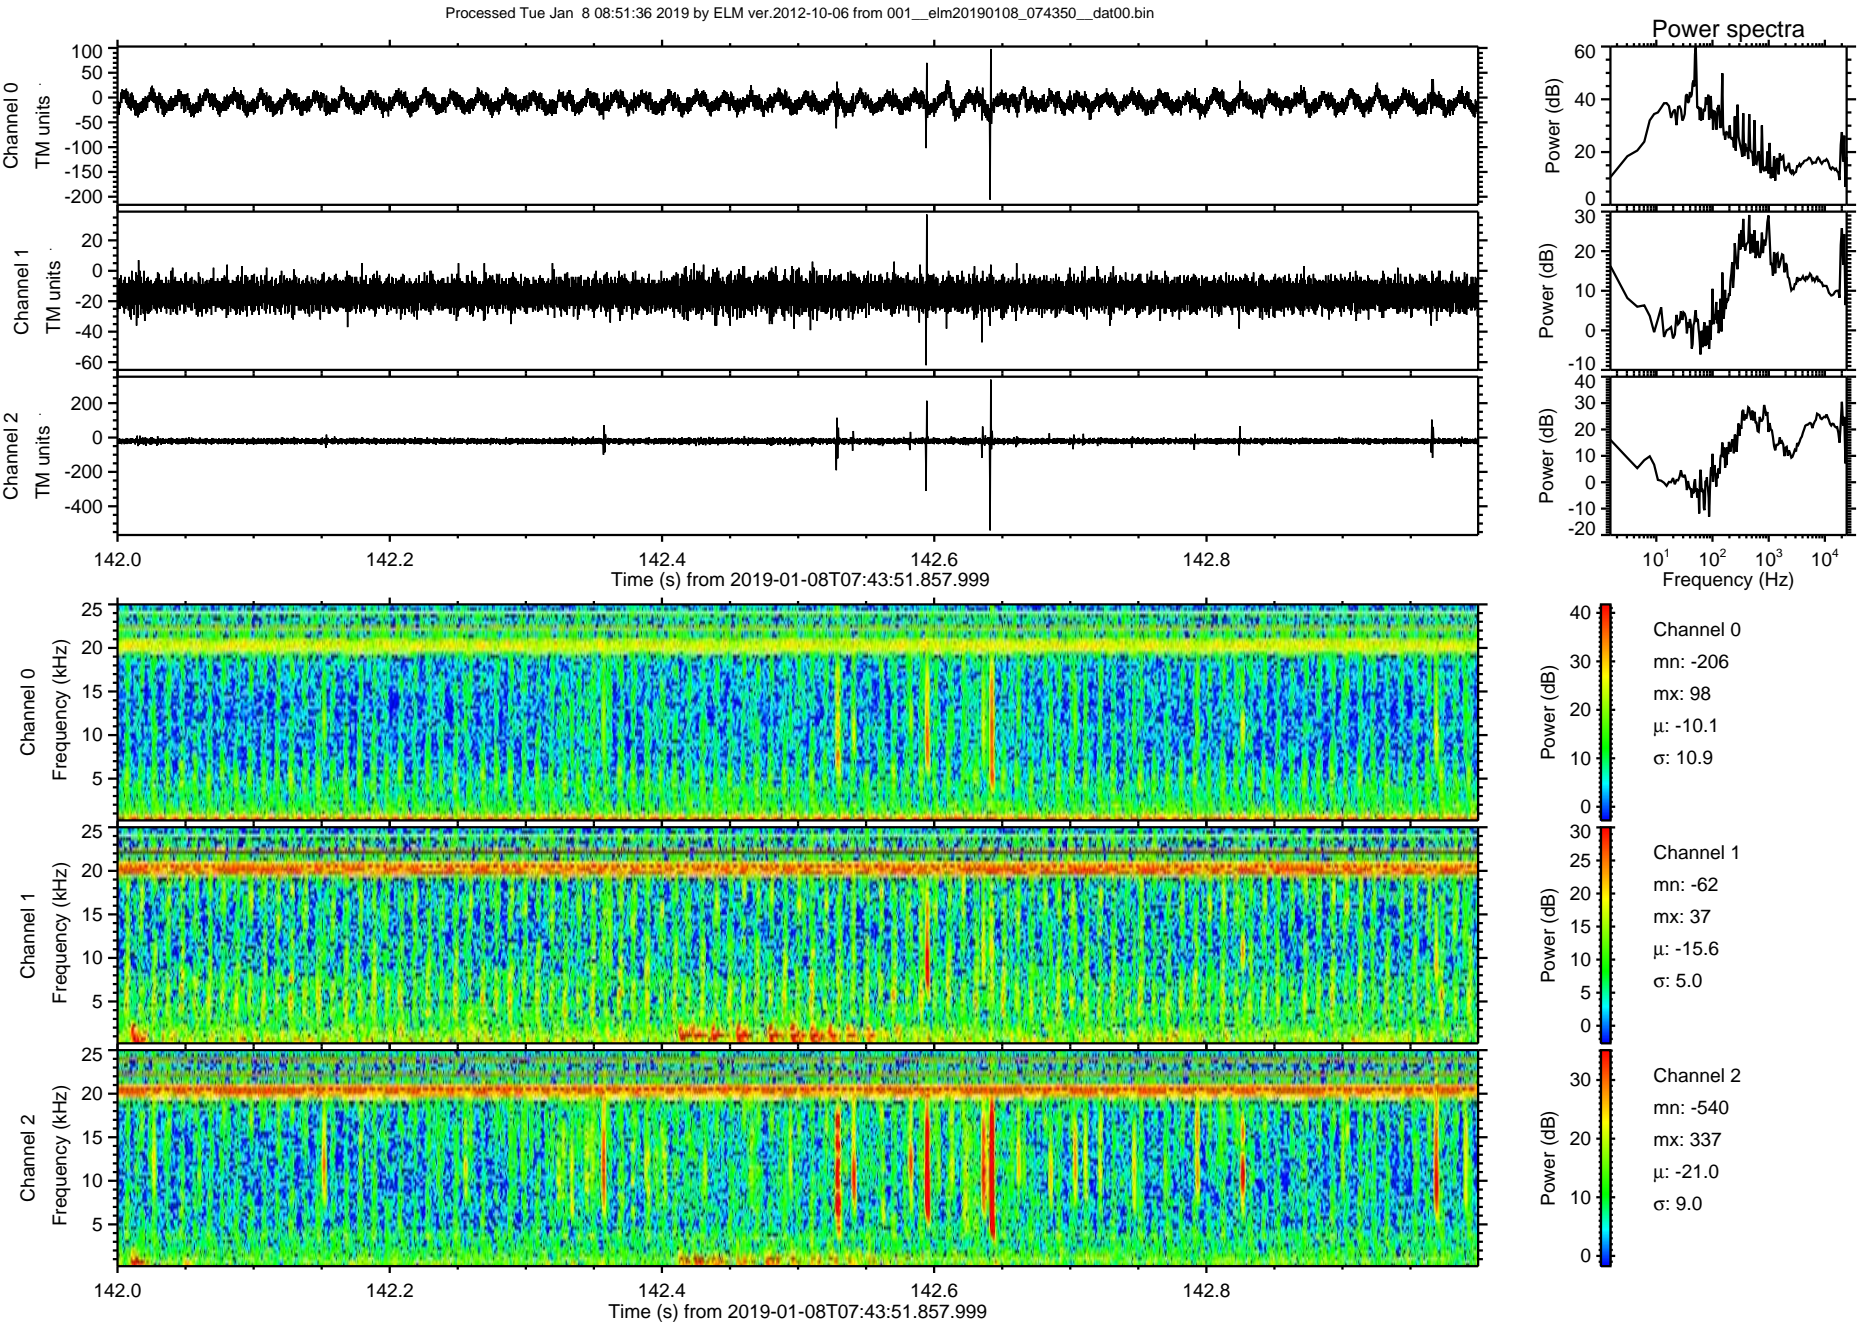 Processed Tue Jan  8 08:51:36 2019 by ELM ver.2012-10-06 from 001__elm20190108_074350__dat00.bin
Power spectra
Channel 0
TM units
100
50
0
-50
-100
-150
-200
Power (dB)
60
40
20
0
Channel 1
TM units
20
0
-20
-40
-60
Power (dB)
30
20
10
0
-10
Channel 2
TM units
200
0
-200
-400
Power (dB)
40
30
20
10
0
-10
-20
142.0 142.2 142.4 142.6 142.8
Time (s) from 2019-01-08T07:43:51.857.999
10¹ 10² 10³ 10⁴
Frequency (Hz)
Channel 0
Frequency (kHz)
25
20
15
10
5
Power (dB)
40
30
20
10
0
Channel 0
mn: -206
mx: 98
μ: -10.1
σ: 10.9
Channel 1
Frequency (kHz)
25
20
15
10
5
Power (dB)
30
25
20
15
10
5
0
Channel 1
mn: -62
mx: 37
μ: -15.6
σ: 5.0
Channel 2
Frequency (kHz)
25
20
15
10
5
Power (dB)
30
20
10
0
Channel 2
mn: -540
mx: 337
μ: -21.0
σ: 9.0
142.0 142.2 142.4 142.6 142.8
Time (s) from 2019-01-08T07:43:51.857.999